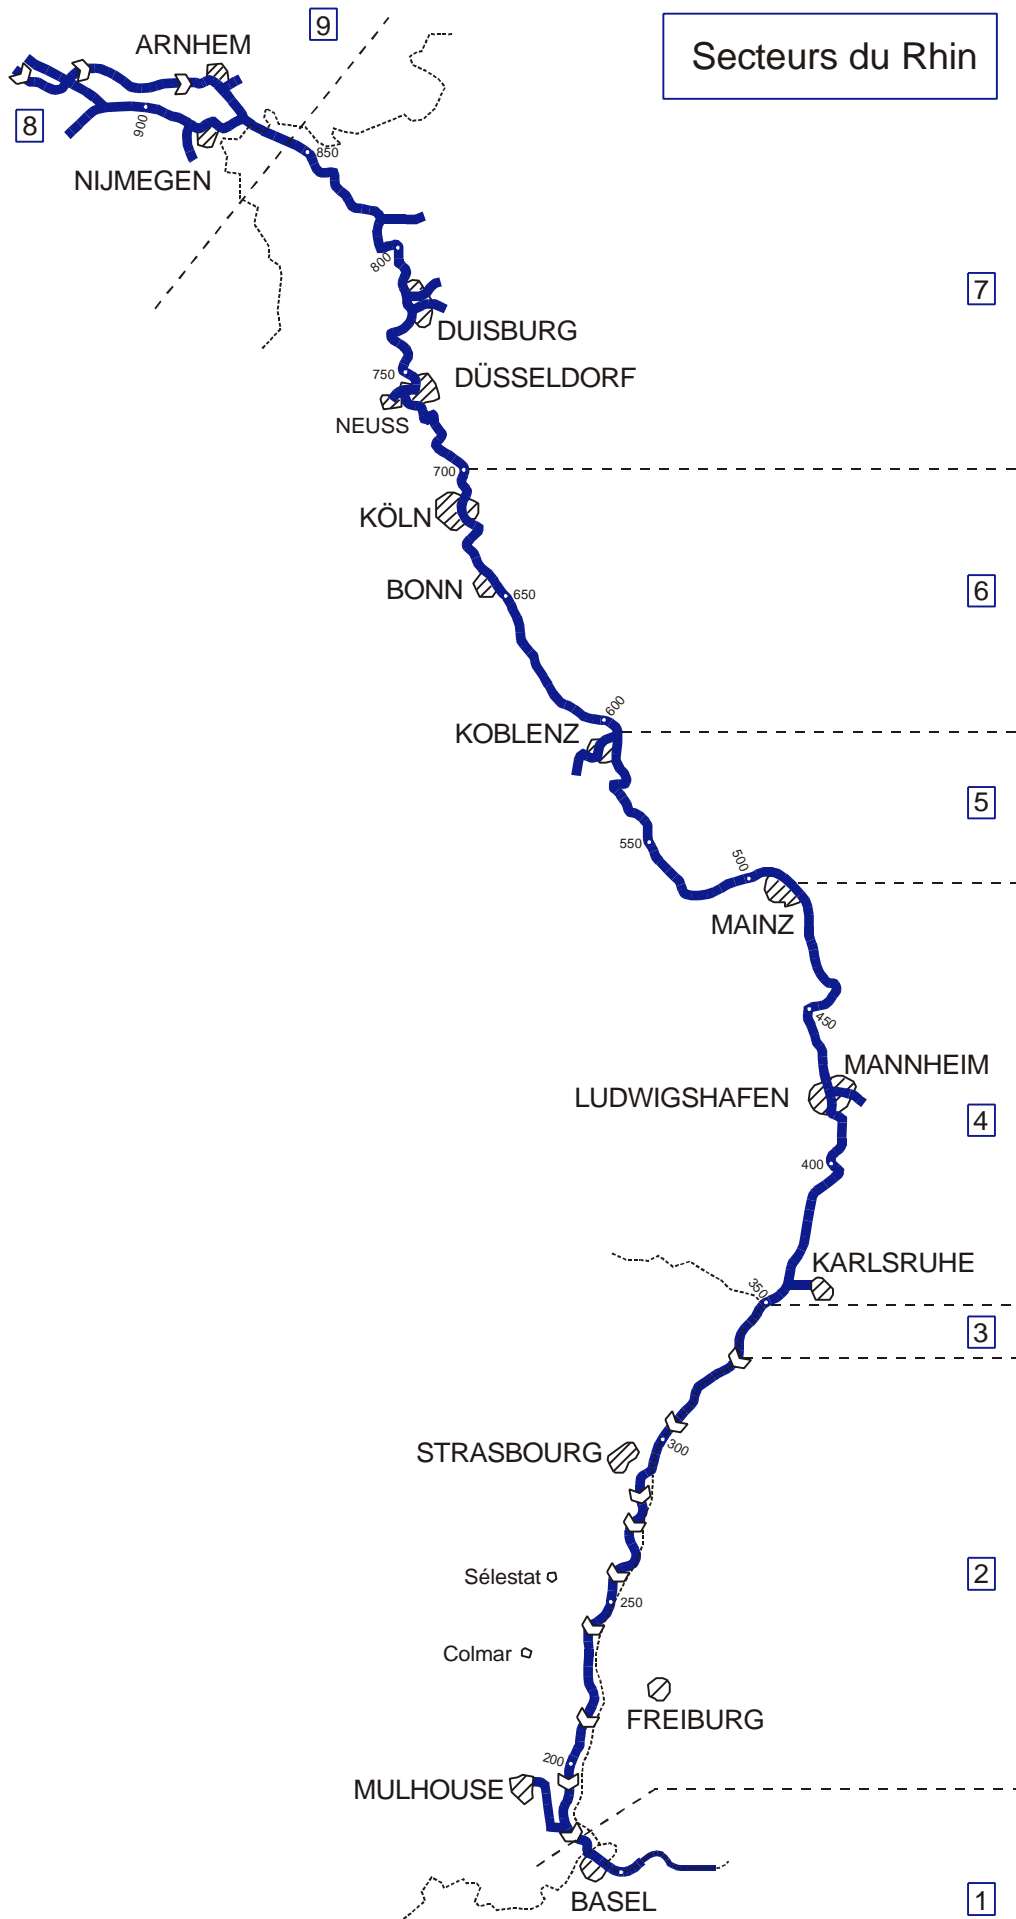 9
ARNHEM
Secteurs du Rhin
8
900
850
NIJMEGEN
800
7
DUISBURG
750
DÜSSELDORF
NEUSS
700
KÖLN
BONN
650
6
600
KOBLENZ
5
550
500
MAINZ
450
MANNHEIM
LUDWIGSHAFEN
4
400
KARLSRUHE
350
3
STRASBOURG
300
Sélestat
2
250
Colmar
FREIBURG
200
MULHOUSE
BASEL
1